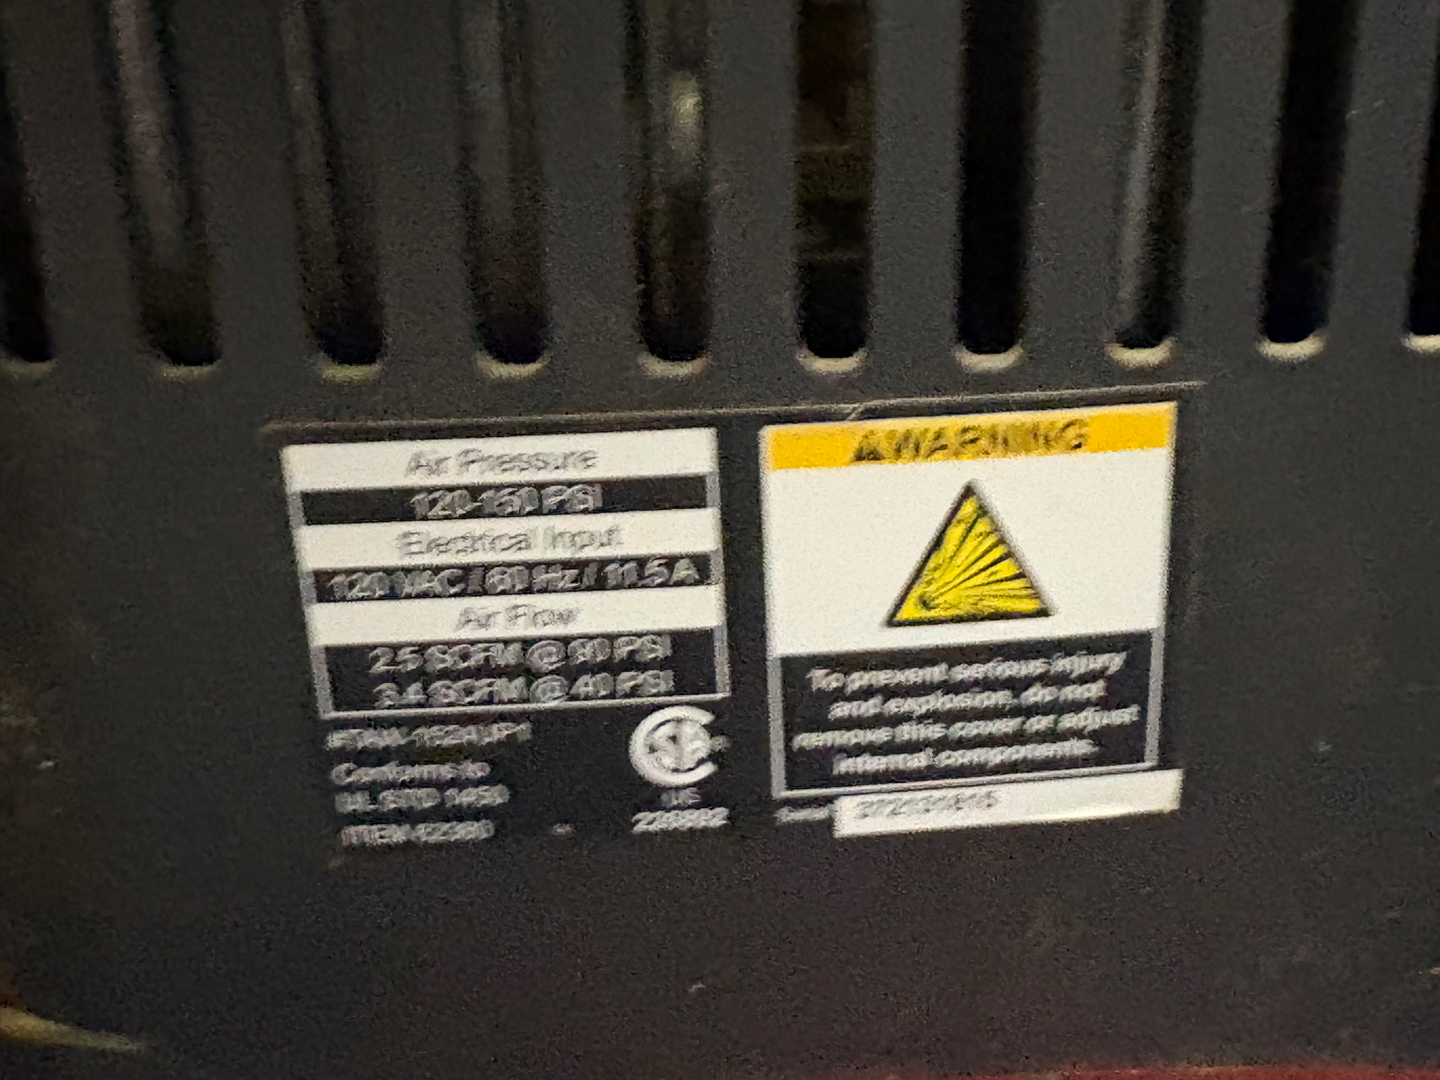 Air Pressure
120-150 PSI
Electrical Input
120 VAC / 60 Hz / 11.5A
Air Flow
2.5 SCFM @ 90 PSI
3.4 SCFM @ 40 PSI
Conforms to
UL STD 1450
ITEM
US
WARNING
To prevent serious injury
and explosion, do not
remove this cover or adjust
internal components.